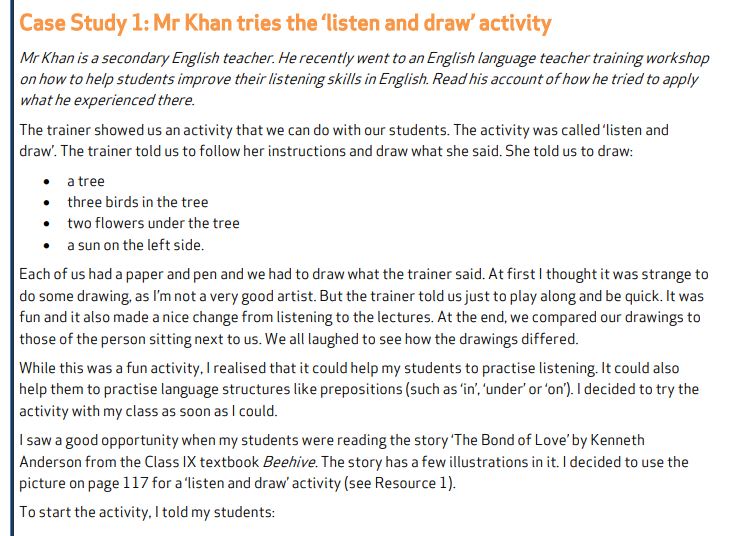 Case Study 1: Mr Khan tries the ‘listen and draw’ activity
Mr Khan is a secondary English teacher. He recently went to an English language teacher training workshop
on how to help students improve their listening skills in English. Read his account of how he tried to apply
what he experienced there.
The trainer showed us an activity that we can do with our students. The activity was called ‘listen and
draw’. The trainer told us to follow her instructions and draw what she said. She told us to draw:
• a tree
• three birds in the tree
• two flowers under the tree
• a sun on the left side.
Each of us had a paper and pen and we had to draw what the trainer said. At first I thought it was strange to
do some drawing, as I’m not a very good artist. But the trainer told us just to play along and be quick. It was
fun and it also made a nice change from listening to the lectures. At the end, we compared our drawings to
those of the person sitting next to us. We all laughed to see how the drawings differed.
While this was a fun activity, I realised that it could help my students to practise listening. It could also
help them to practise language structures like prepositions (such as ‘in’, ‘under’ or ‘on’). I decided to try the
activity with my class as soon as I could.
I saw a good opportunity when my students were reading the story ‘The Bond of Love’ by Kenneth
Anderson from the Class IX textbook Beehive. The story has a few illustrations in it. I decided to use the
picture on page 117 for a ‘listen and draw’ activity (see Resource 1).
To start the activity, I told my students: